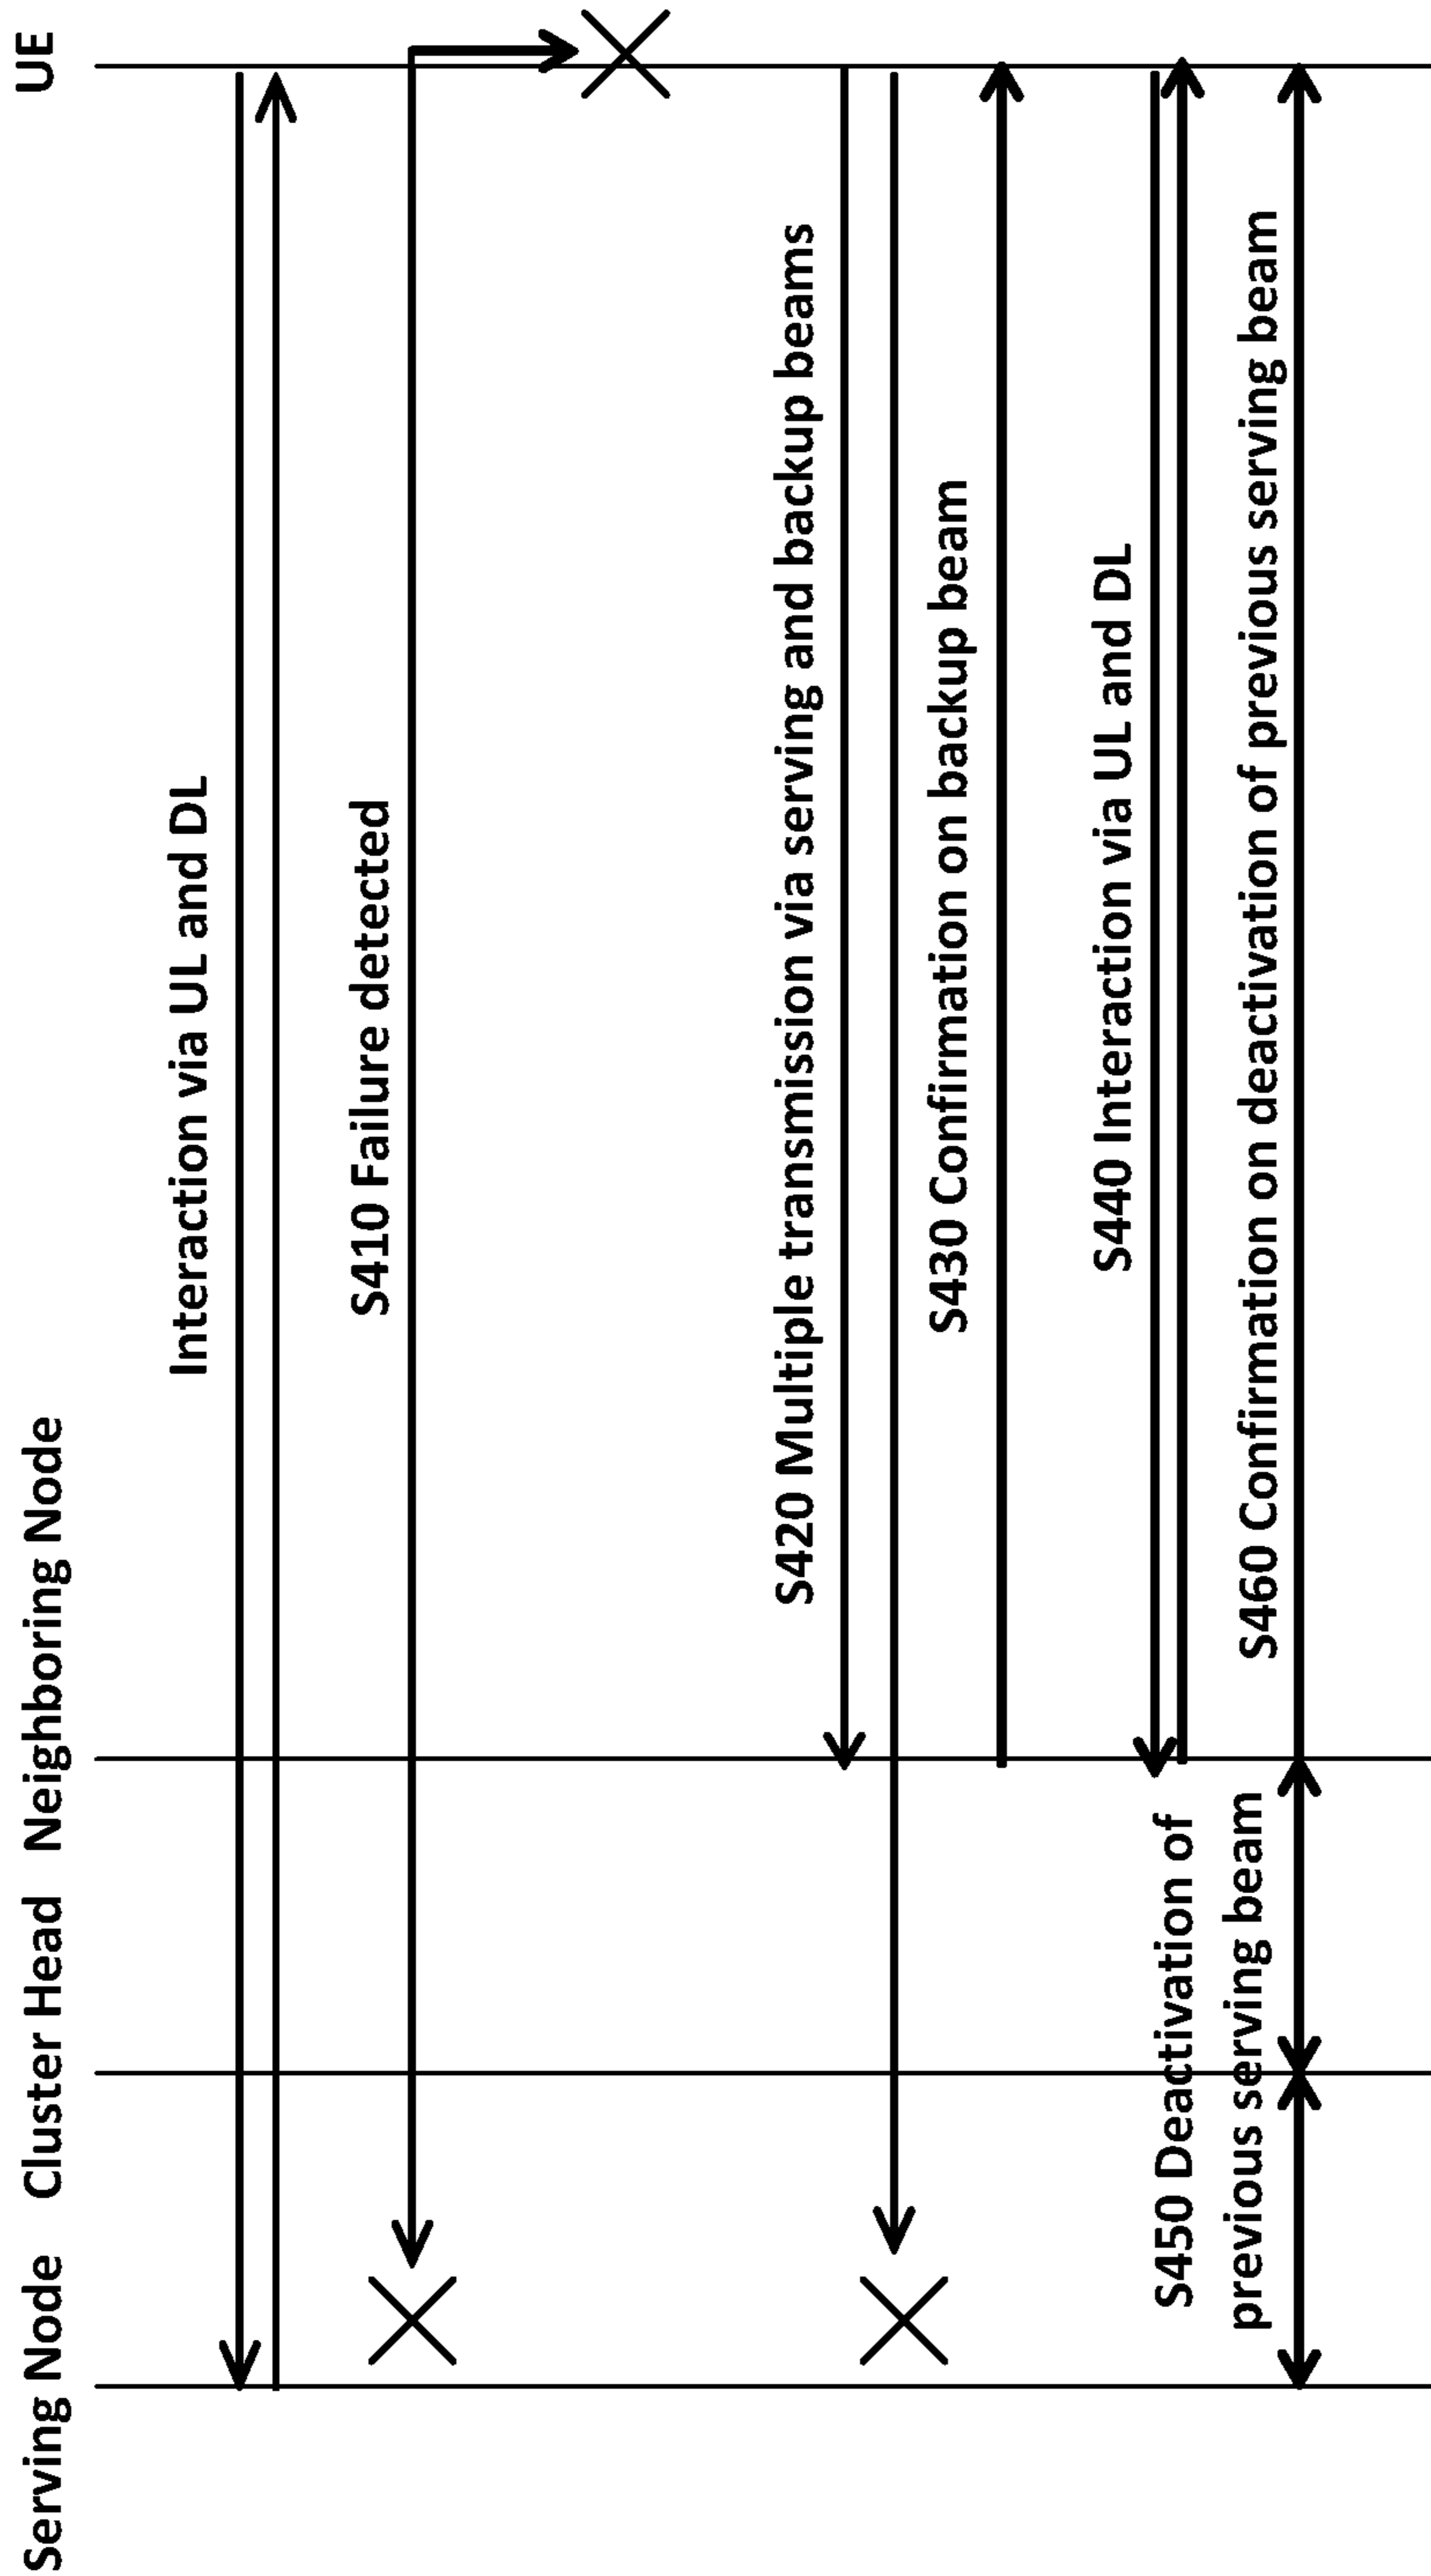 Serving Node
Cluster Head
Neighboring Node
UE
Interaction via UL and DL
S410 Failure detected
S420 Multiple transmission via serving and backup beams
S430 Confirmation on backup beam
S440 Interaction via UL and DL
S450 Deactivation of
previous serving beam
S460 Confirmation on deactivation of previous serving beam